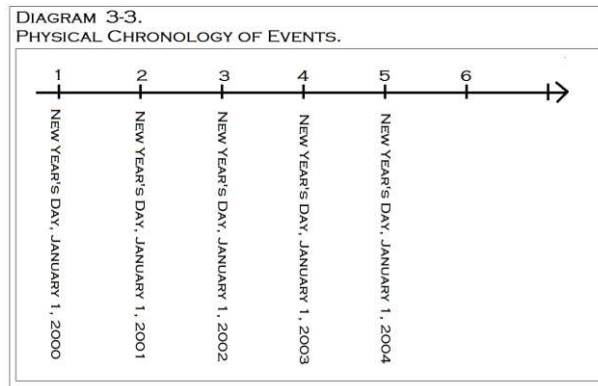 DIAGRAM 3-3.
PHYSICAL CHRONOLOGY OF EVENTS.
1 2 3 4 5 6
NEW YEAR'S DAY, JANUARY 1, 2000
NEW YEAR'S DAY, JANUARY 1, 2001
NEW YEAR'S DAY, JANUARY 1, 2002
NEW YEAR'S DAY, JANUARY 1, 2003
NEW YEAR'S DAY, JANUARY 1, 2004